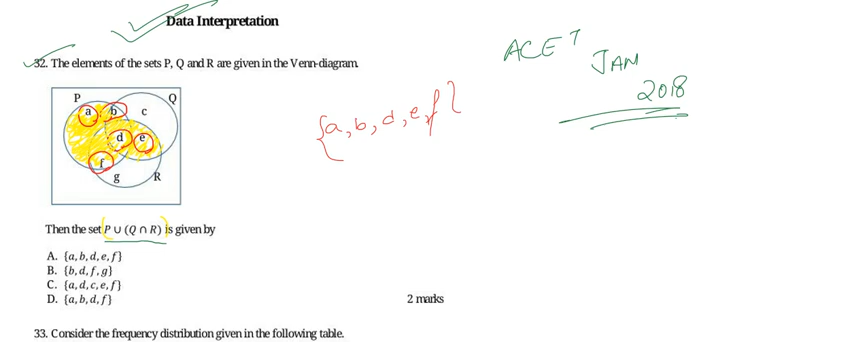 Data Interpretation
32. The elements of the sets P, Q and R are given in the Venn-diagram.
P
Q
a
b
c
d
e
f
g
R
{a, b, d, e, f}
ACET
JAM
2018
Then the set P ∪ (Q ∩ R) is given by
A. {a, b, d, e, f}
B. {b, d, f, g}
C. {a, d, c, e, f}
D. {a, b, d, f}
2 marks
33. Consider the frequency distribution given in the following table.